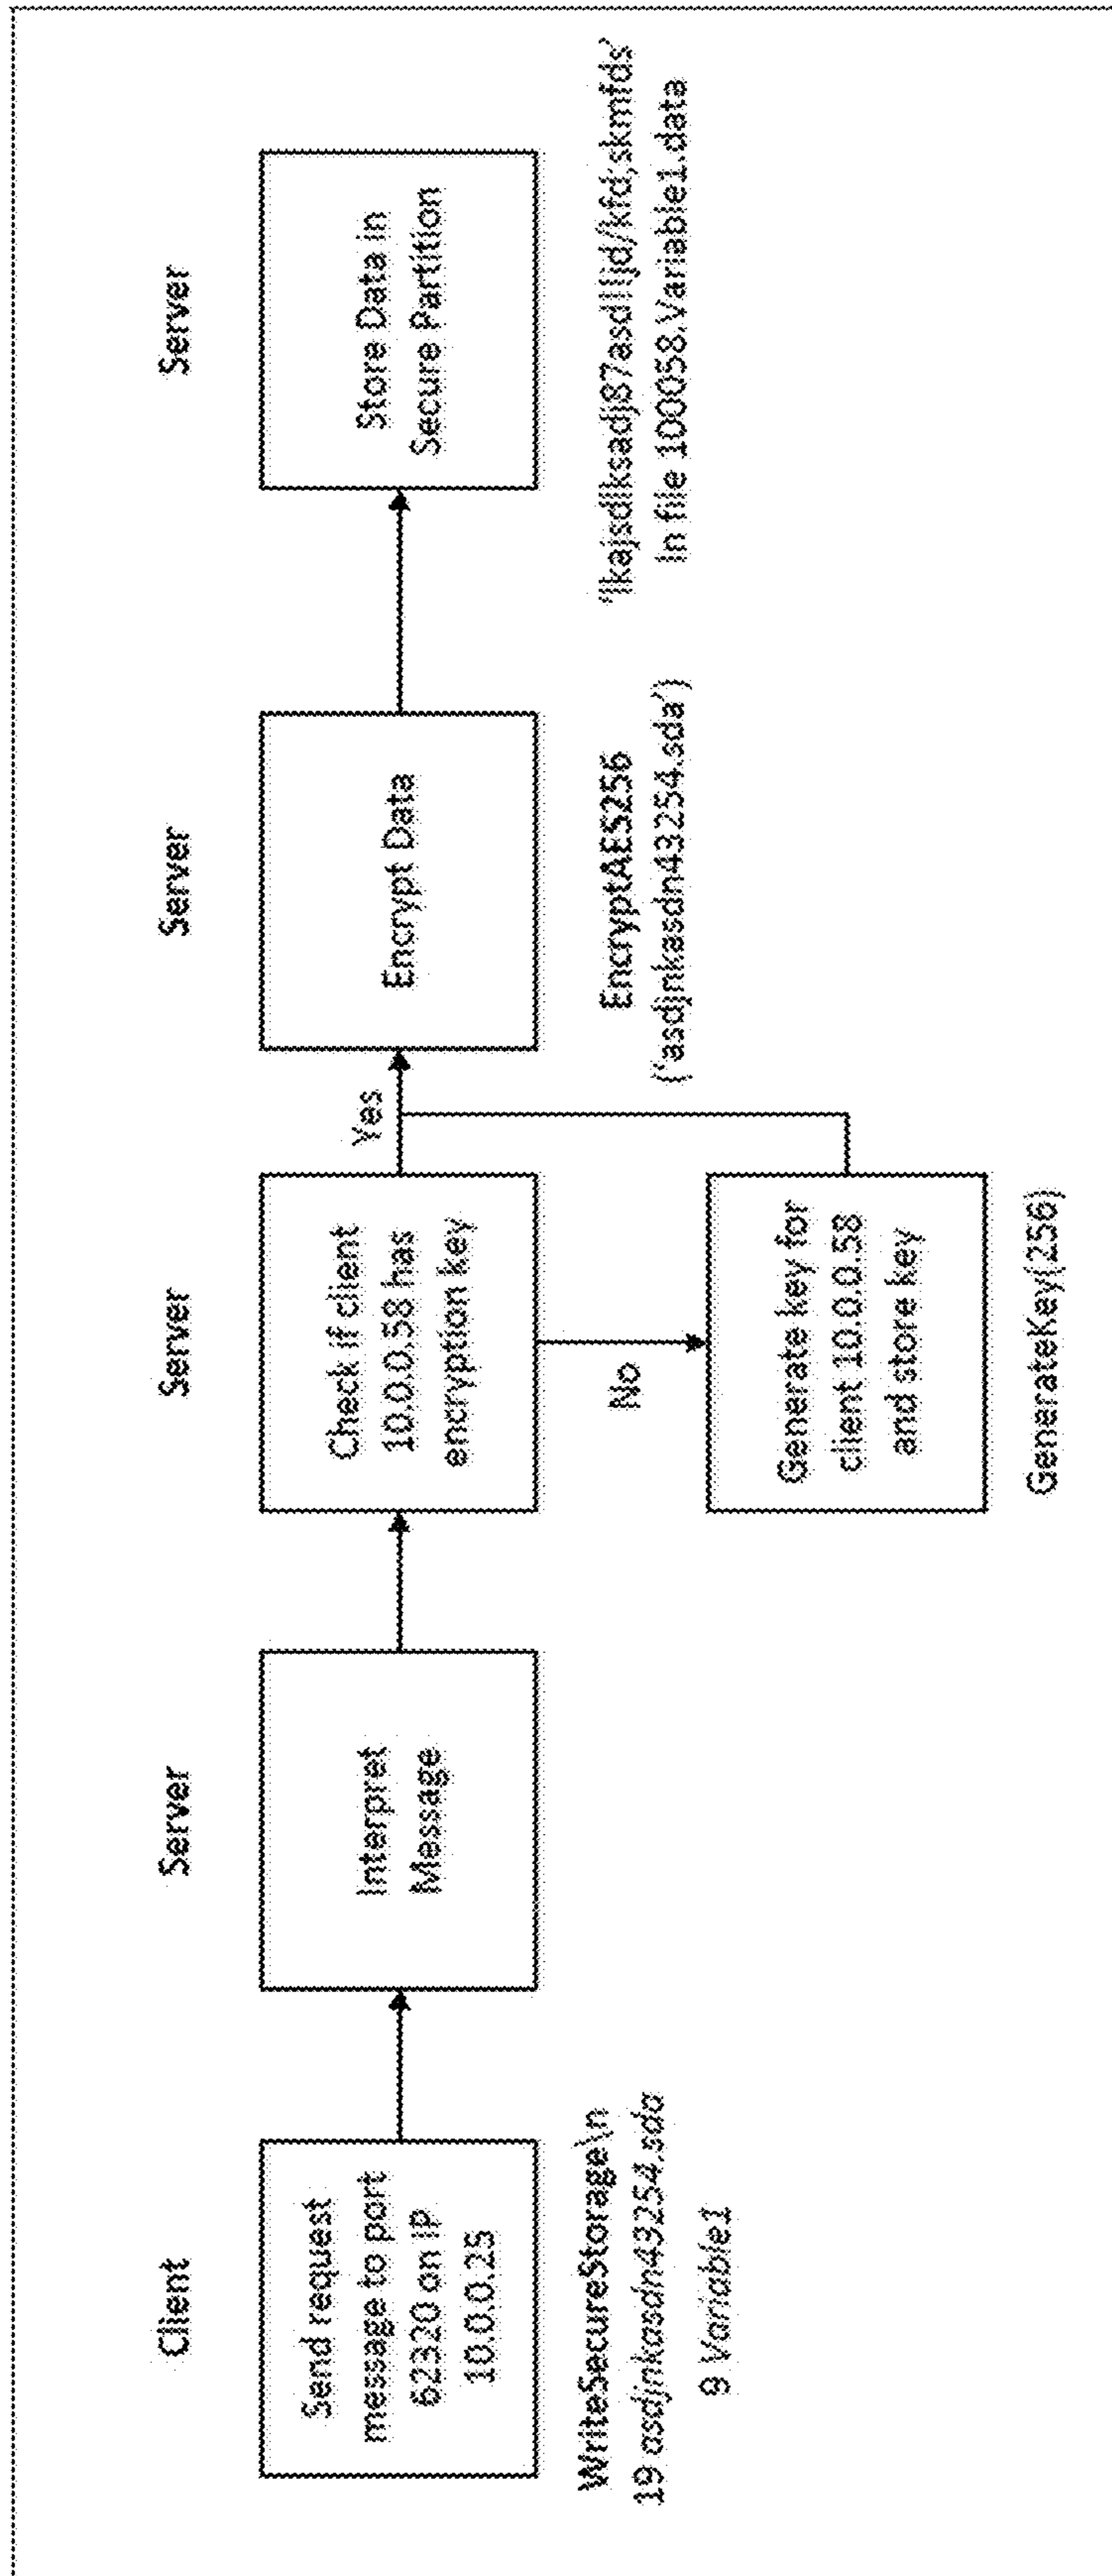 Client
Send request
message to port
62320 on IP
10.0.0.25
WriteSecureStorage\n
19 asdjnkasdn43254.sda
9 Variable1
Server
Interpret
Message
Server
Check if client
10.0.0.58 has
encryption key
Yes
No
Generate key for
client 10.0.0.58
and store key
GenerateKey(256)
Server
Encrypt Data
EncryptAES256
('asdjnkasdn43254.sda')
Server
Store Data in
Secure Partition
In file 100058.Variable1.data